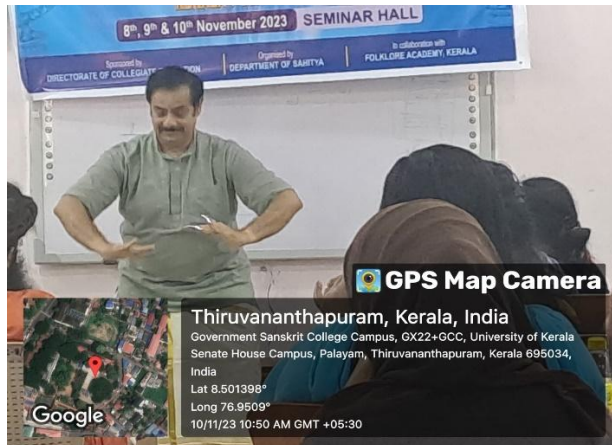 8th, 9th & 10th November 2023 SEMINAR HALL
Sponsored by
DIRECTORATE OF COLLEGIATE
Organized by
DEPARTMENT OF SAHITYA
In collaboration with
FOLKLORE ACADEMY, KERALA
GPS Map Camera
Thiruvananthapuram, Kerala, India
Government Sanskrit College Campus, GX22+GCC, University of Kerala
Senate House Campus, Palayam, Thiruvananthapuram, Kerala 695034,
India
Lat 8.501398°
Long 76.9509°
10/11/23 10:50 AM GMT +05:30
Google